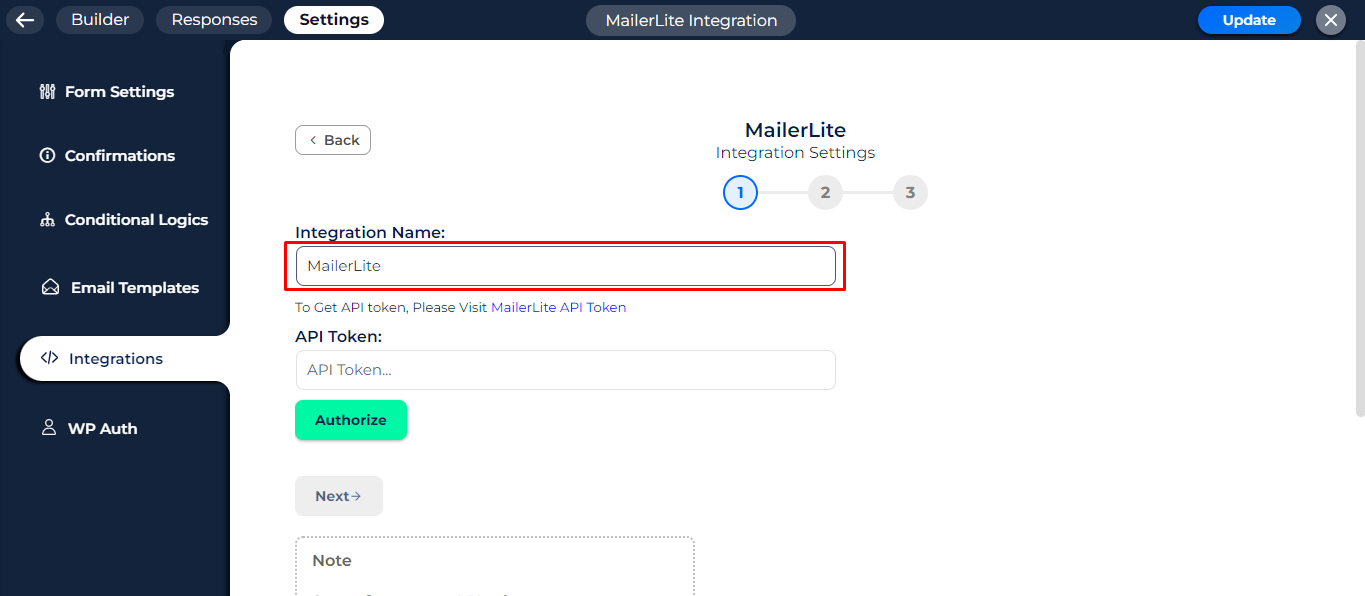 Builder
Responses
Settings
MailerLite Integration
Update
Form Settings
Confirmations
Conditional Logics
Email Templates
Integrations
WP Auth
Back
MailerLite
Integration Settings
1 2 3
Integration Name:
MailerLite
To Get API token, Please Visit MailerLite API Token
API Token:
API Token...
Authorize
Next→
Note